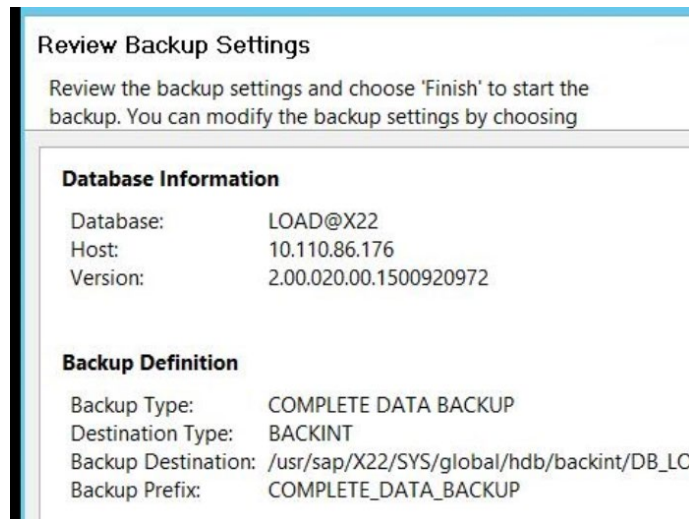 Review Backup Settings
Review the backup settings and choose 'Finish' to start the
backup. You can modify the backup settings by choosing
Database Information
Database: LOAD@X22
Host: 10.110.86.176
Version: 2.00.020.00.1500920972
Backup Definition
Backup Type: COMPLETE DATA BACKUP
Destination Type: BACKINT
Backup Destination: /usr/sap/X22/SYS/global/hdb/backint/DB_LO
Backup Prefix: COMPLETE_DATA_BACKUP